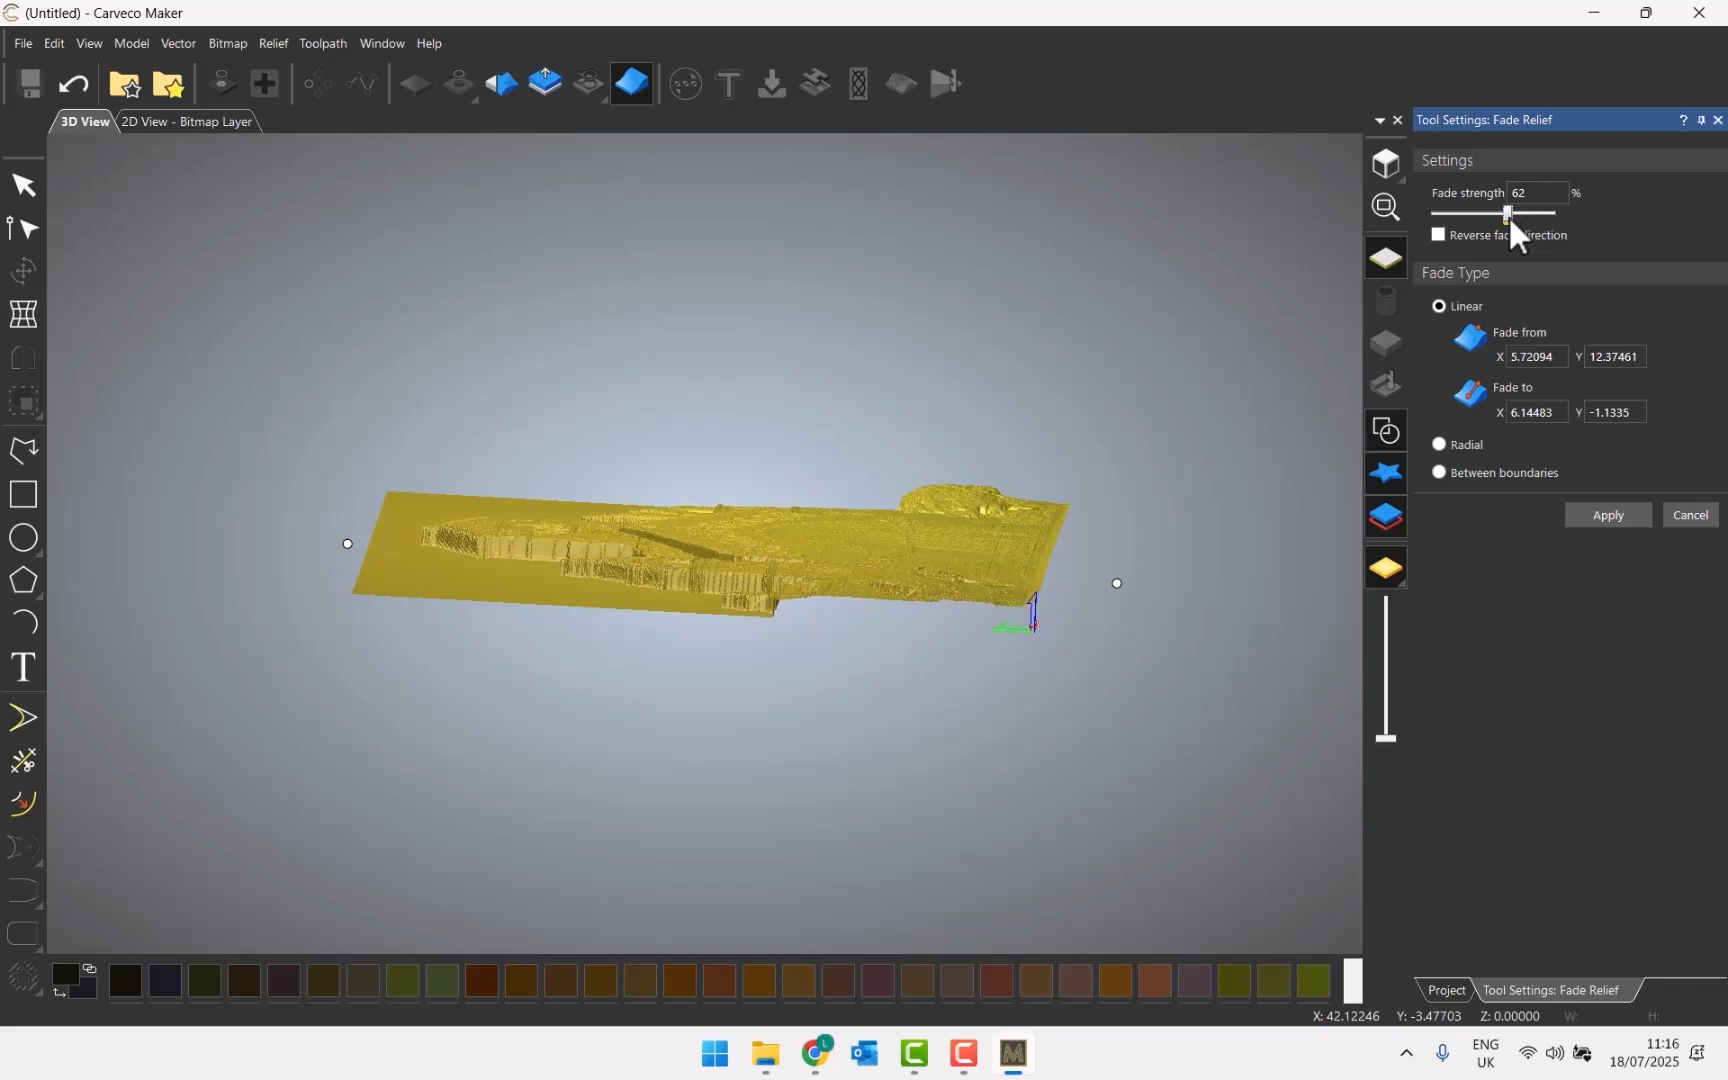 (Untitled) - Carveco Maker
File Edit View Model Vector Bitmap Relief Toolpath Window Help
3D View 2D View - Bitmap Layer
Tool Settings: Fade Relief
Settings
Fade strength 62 %
Reverse fade direction
Fade Type
Linear
Fade from
X 5.72094 Y 12.37461
Fade to
X 6.14483 Y -1.1335
Radial
Between boundaries
Apply Cancel
Project Tool Settings: Fade Relief
X: 42.12246 Y: -3.47703 Z: 0.00000 W: H:
ENG
UK
11:16
18/07/2025